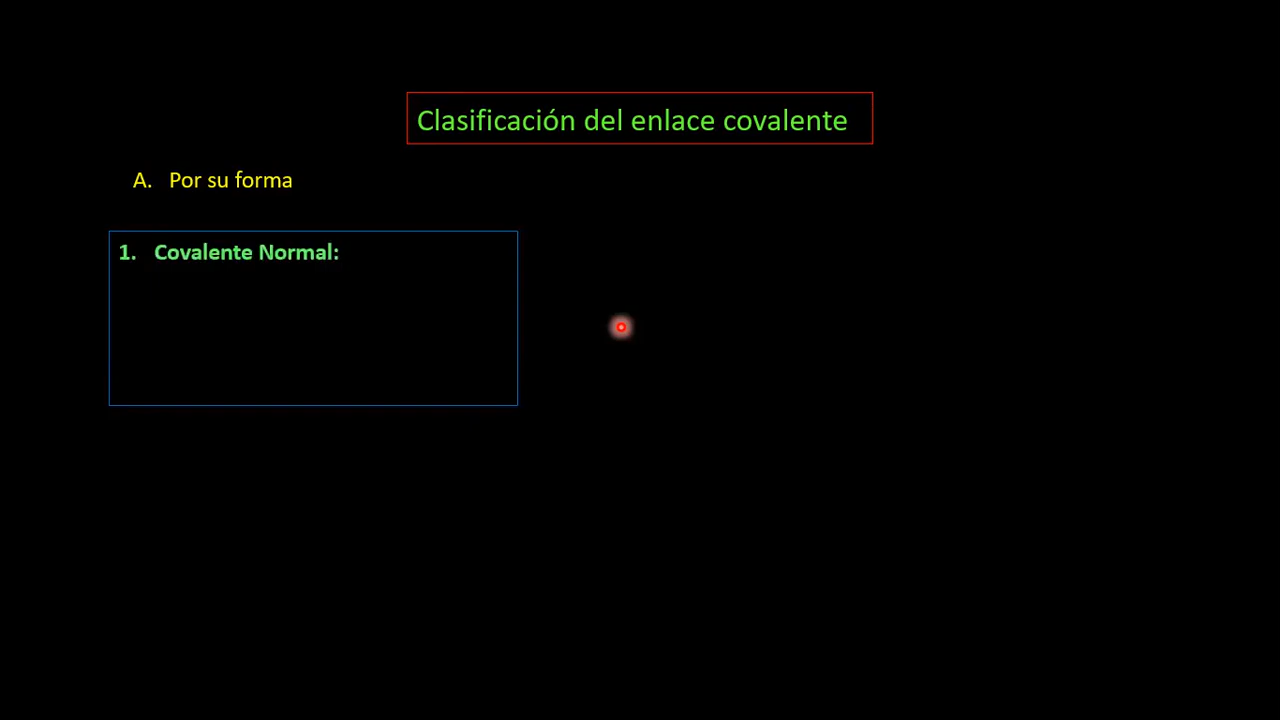 Clasificación del enlace covalente
A. Por su forma
1. Covalente Normal: